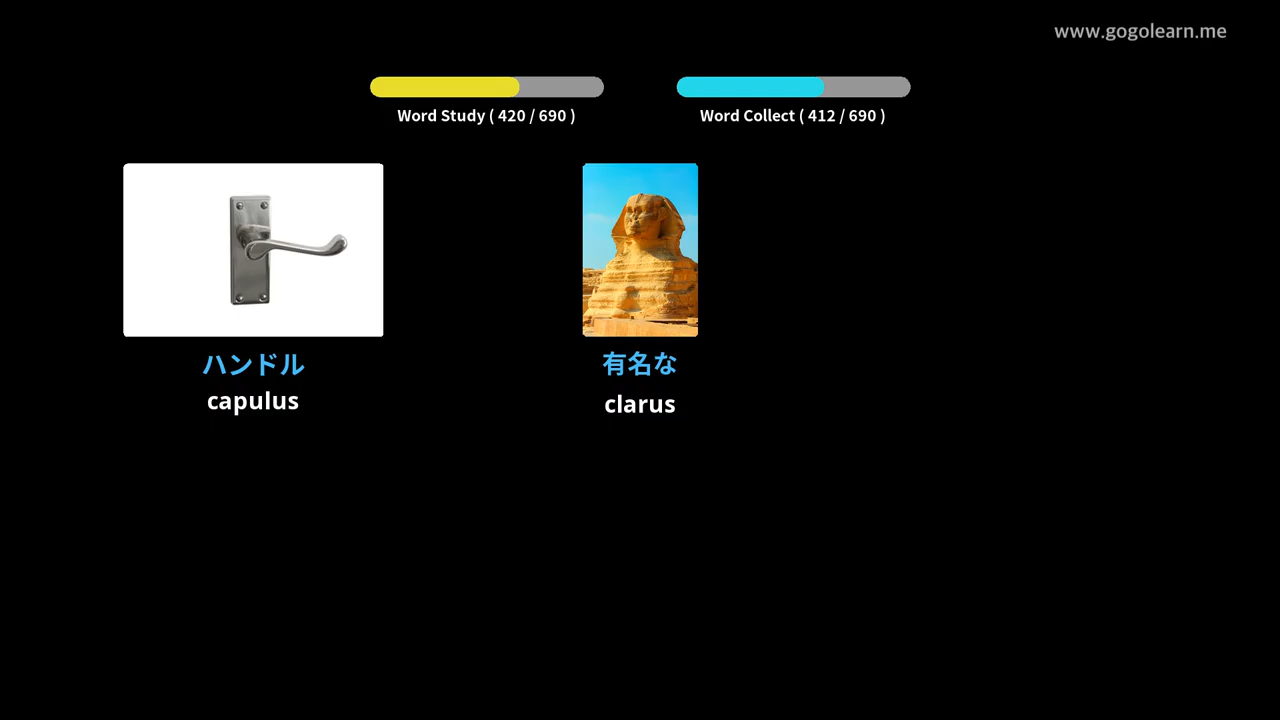 www.gogolearn.me
Word Study ( 420 / 690 )
Word Collect ( 412 / 690 )
ハンドル
capulus
有名な
clarus